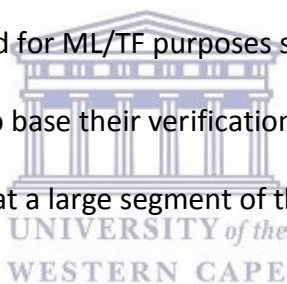 d for ML/TF purposes s
base their verification
at a large segment of th
UNIVERSITY of the
WESTERN CAPE